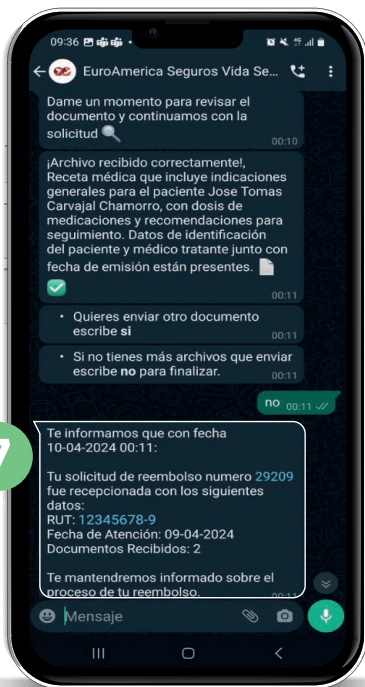 09:36
EuroAmerica Seguros Vida Se...
Dame un momento para revisar el
documento y continuamos con la
solicitud
00:10
¡Archivo recibido correctamente!,
Receta médica que incluye indicaciones
generales para el paciente Jose Tomas
Carvajal Chamorro, con dosis de
medicaciones y recomendaciones para
seguimiento. Datos de identificación
del paciente y médico tratante junto con
fecha de emisión están presentes.
00:11
• Quieres enviar otro documento
escribe si
00:11
• Si no tienes más archivos que enviar
escribe no para finalizar.
00:11
no 00:11
7
Te informamos que con fecha
10-04-2024 00:11:
Tu solicitud de reembolso numero 29209
fue recepcionada con los siguientes
datos:
RUT: 12345678-9
Fecha de Atención: 09-04-2024
Documentos Recibidos: 2
Te mantendremos informado sobre el
proceso de tu reembolso.
00:11
Mensaje